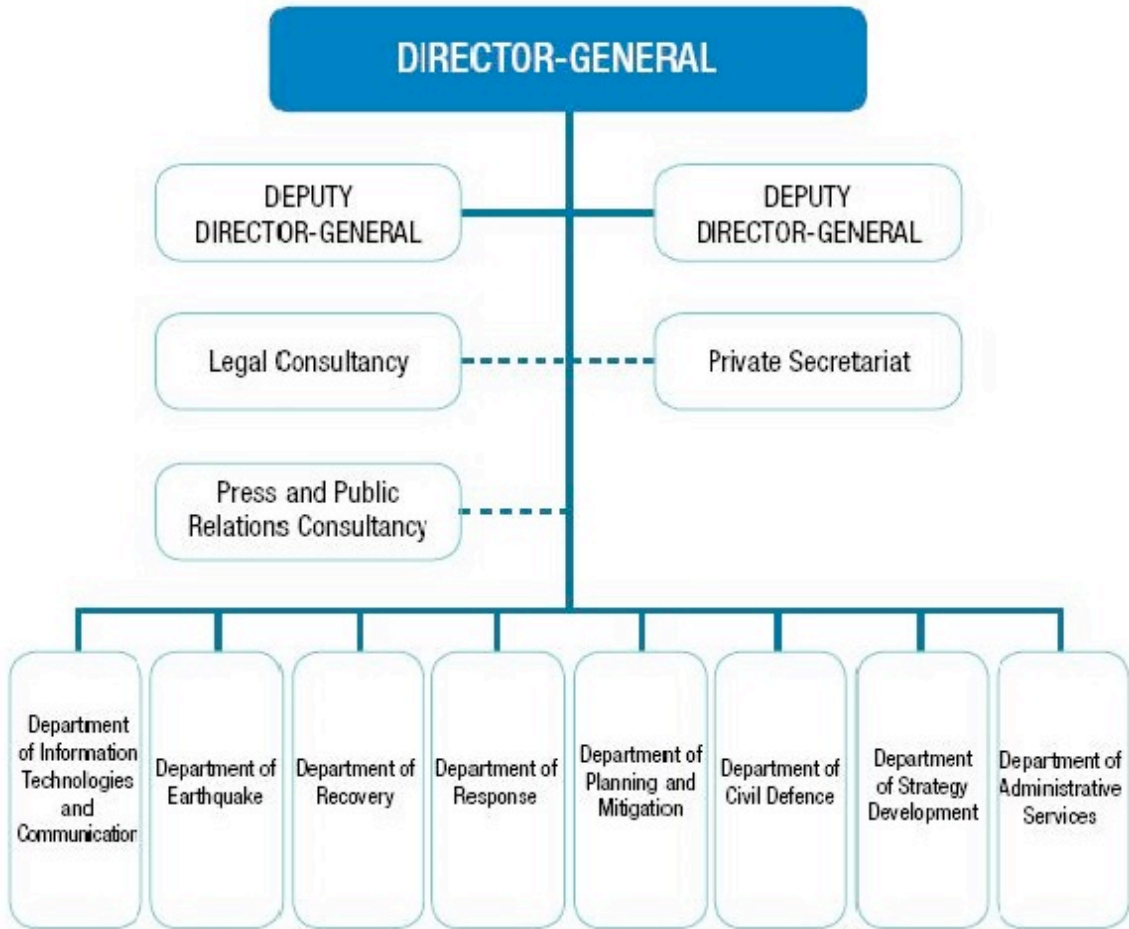 DIRECTOR-GENERAL
DEPUTY
DIRECTOR-GENERAL
DEPUTY
DIRECTOR-GENERAL
Legal Consultancy
Private Secretariat
Press and Public
Relations Consultancy
Department
of Information
Technologies
and
Communication
Department of
Earthquake
Department of
Recovery
Department of
Response
Department of
Planning and
Mitigation
Department of
Civil Defence
Department
of Strategy
Development
Department of
Administrative
Services